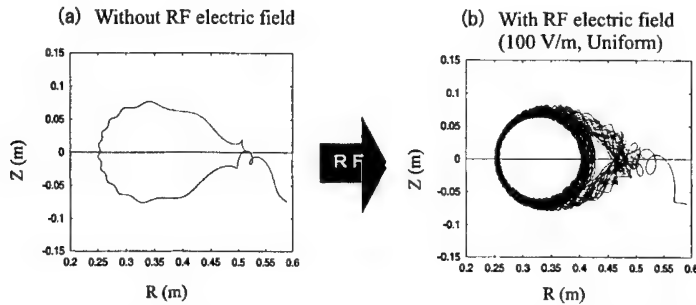 (a) Without RF electric field
0.15
0.1
0.05
0
-0.05
-0.1
-0.15
Z (m)
0.2 0.25 0.3 0.35 0.4 0.45 0.5 0.55 0.6
R (m)
RF
(b) With RF electric field
(100 V/m, Uniform)
0.15
0.1
0.05
0
-0.05
-0.1
-0.15
Z (m)
0.2 0.25 0.3 0.35 0.4 0.45 0.5 0.55 0.6
R (m)